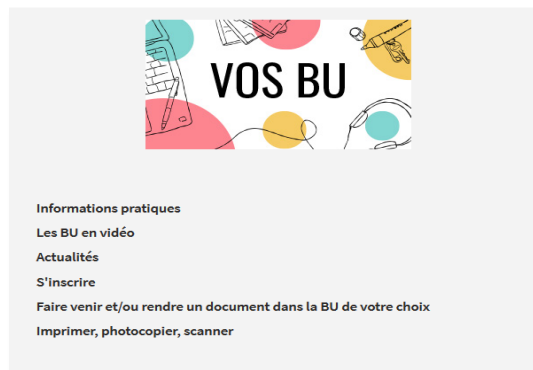 VOS BU
Informations pratiques
Les BU en vidéo
Actualités
S'inscrire
Faire venir et/ou rendre un document dans la BU de votre choix
Imprimer, photocopier, scanner